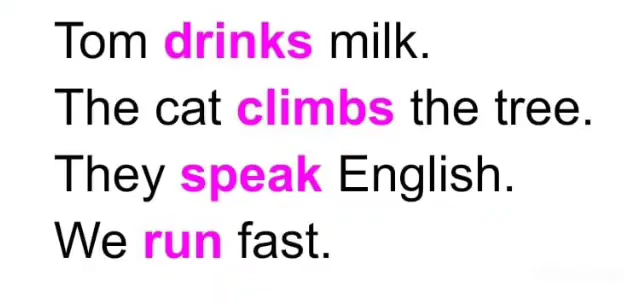 Tom drinks milk.
The cat climbs the tree.
They speak English.
We run fast.